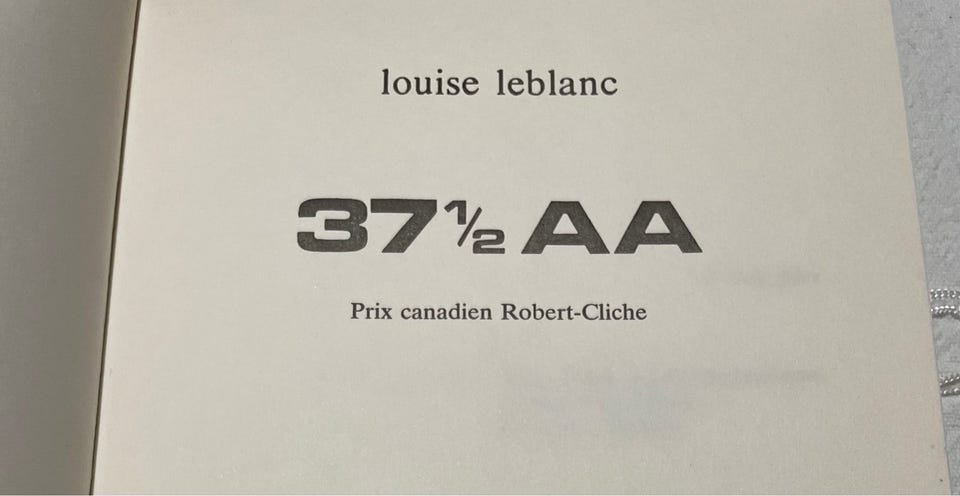 louise leblanc
37½ AA
Prix canadien Robert-Cliche